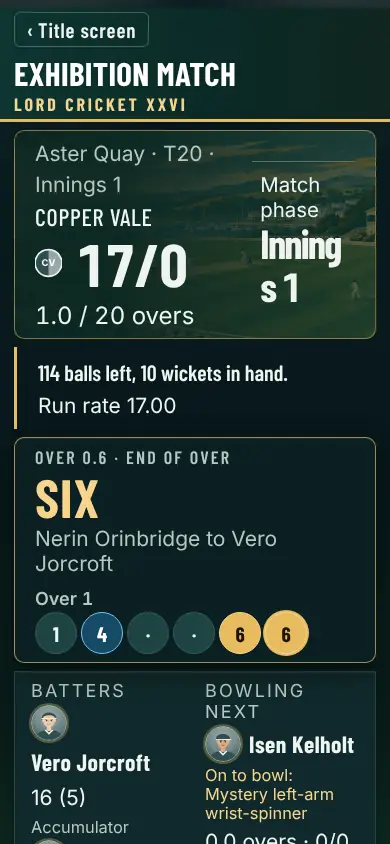 ‹ Title screen
EXHIBITION MATCH
LORD CRICKET XXVI
Aster Quay · T20 ·
Innings 1
COPPER VALE
CV 17/0
1.0 / 20 overs
Match
phase
Inning
s 1
114 balls left, 10 wickets in hand.
Run rate 17.00
OVER 0.6 · END OF OVER
SIX
Nerin Orinbridge to Vero
Jorcroft
Over 1
1 4 · · 6 6
BATTERS
Vero Jorcroft
16 (5)
Accumulator
BOWLING
NEXT
Isen Kelholt
On to bowl:
Mystery left-arm
wrist-spinner
0.0 overs · 0/0